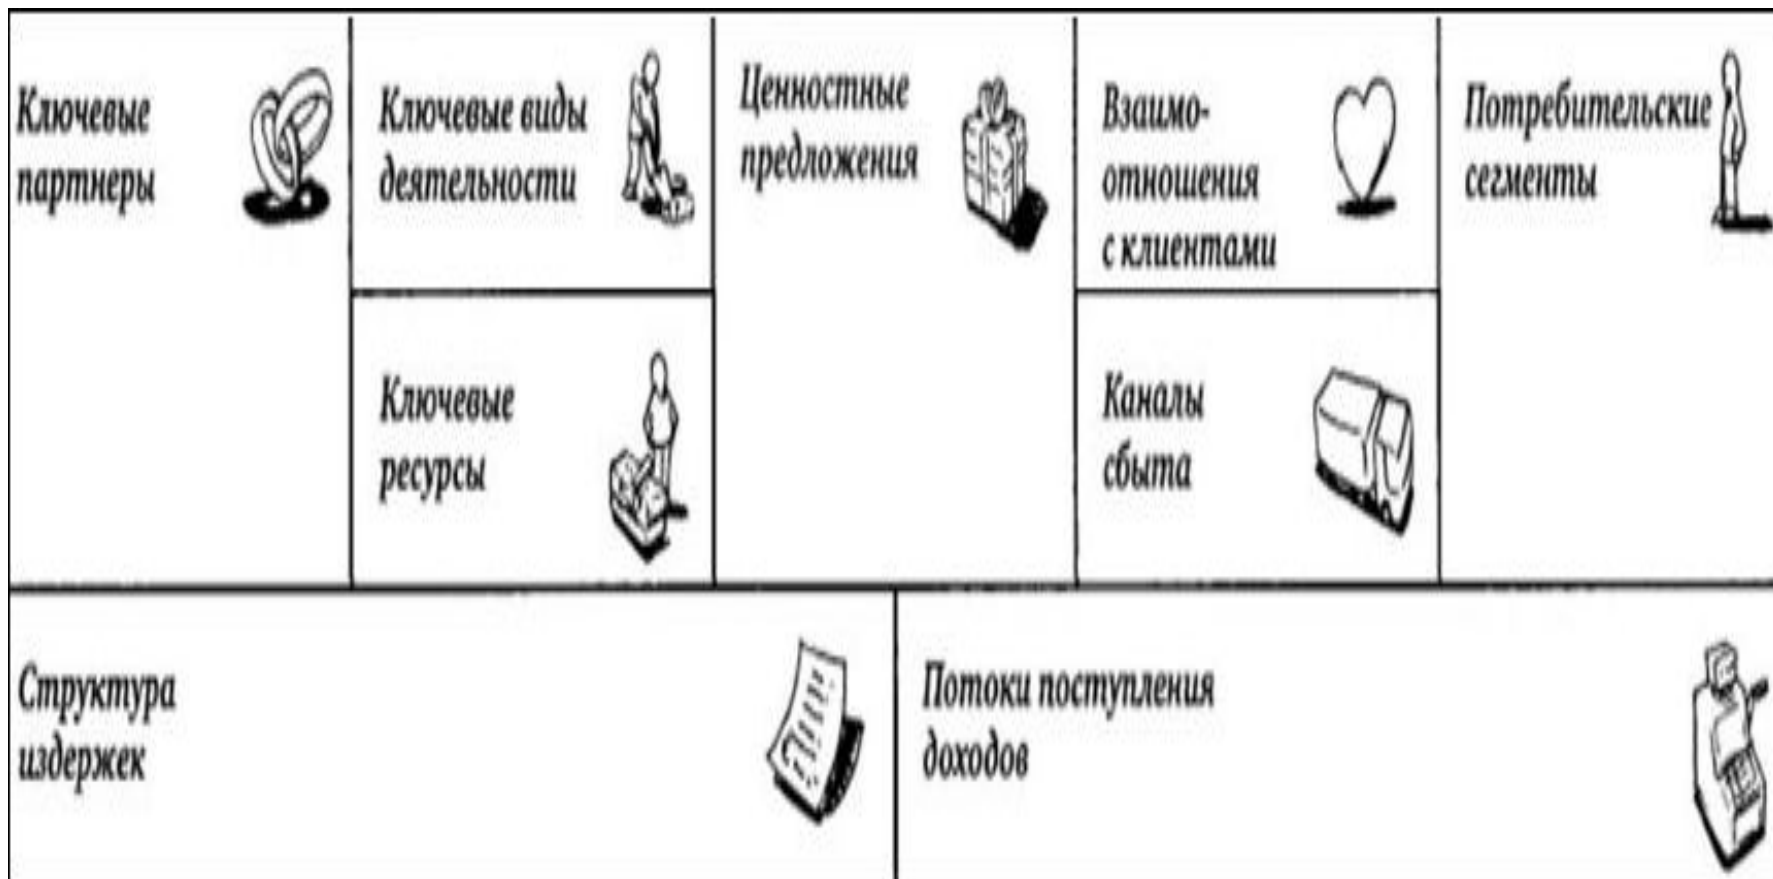 Ключевые
партнеры
Ключевые виды
деятельности
Ключевые
ресурсы
Ценностные
предложения
Взаимо-
отношения
с клиентами
Каналы
сбыта
Потребительские
сегменты
Структура
издержек
Потоки поступления
доходов